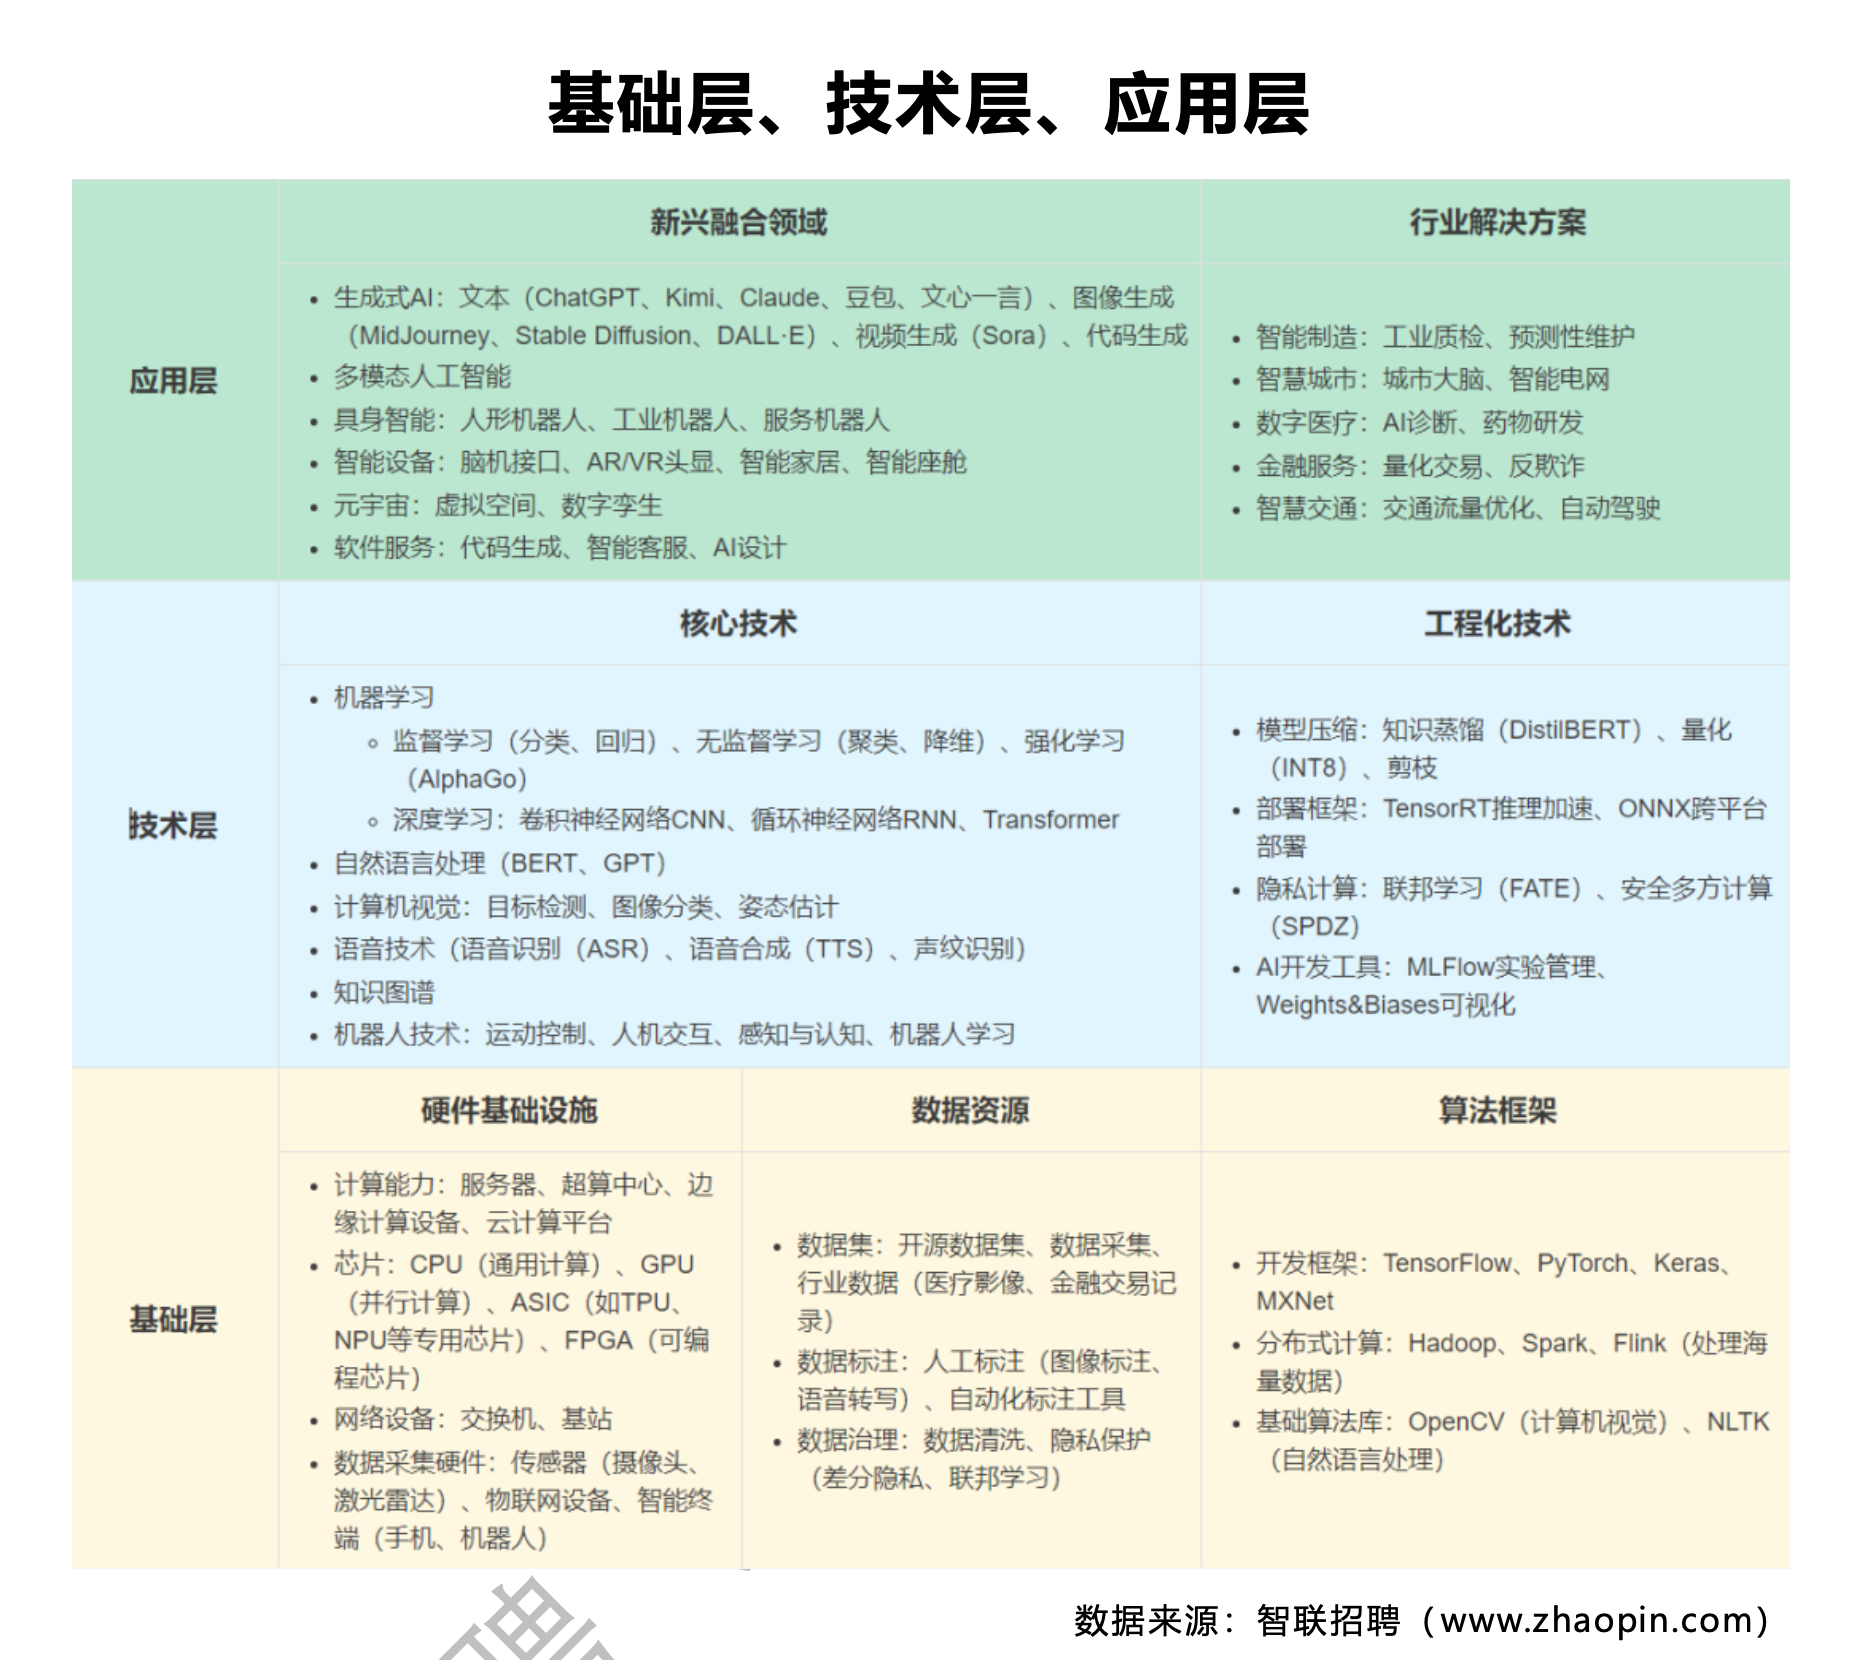 基础层、技术层、应用层
应用层
新兴融合领域
• 生成式AI：文本（ChatGPT、Kimi、Claude、豆包、文心一言）、图像生成
（MidJourney、Stable Diffusion、DALL·E）、视频生成（Sora）、代码生成
• 多模态人工智能
• 具身智能：人形机器人、工业机器人、服务机器人
• 智能设备：脑机接口、AR/VR头显、智能家居、智能座舱
• 元宇宙：虚拟空间、数字孪生
• 软件服务：代码生成、智能客服、AI设计
行业解决方案
• 智能制造：工业质检、预测性维护
• 智慧城市：城市大脑、智能电网
• 数字医疗：AI诊断、药物研发
• 金融服务：量化交易、反欺诈
• 智慧交通：交通流量优化、自动驾驶
技术层
核心技术
• 机器学习
◦ 监督学习（分类、回归）、无监督学习（聚类、降维）、强化学习
（AlphaGo）
◦ 深度学习：卷积神经网络CNN、循环神经网络RNN、Transformer
• 自然语言处理（BERT、GPT）
• 计算机视觉：目标检测、图像分类、姿态估计
• 语音技术（语音识别（ASR）、语音合成（TTS）、声纹识别）
• 知识图谱
• 机器人技术：运动控制、人机交互、感知与认知、机器人学习
工程化技术
• 模型压缩：知识蒸馏（DistilBERT）、量化
（INT8）、剪枝
• 部署框架：TensorRT推理加速、ONNX跨平台
部署
• 隐私计算：联邦学习（FATE）、安全多方计算
（SPDZ）
• AI开发工具：MLFlow实验管理、
Weights&Biases可视化
基础层
硬件基础设施
• 计算能力：服务器、超算中心、边
缘计算设备、云计算平台
• 芯片：CPU（通用计算）、GPU
（并行计算）、ASIC（如TPU、
NPU等专用芯片）、FPGA（可编
程芯片）
• 网络设备：交换机、基站
• 数据采集硬件：传感器（摄像头、
激光雷达）、物联网设备、智能终
端（手机、机器人）
数据资源
• 数据集：开源数据集、数据采集、
行业数据（医疗影像、金融交易记
录）
• 数据标注：人工标注（图像标注、
语音转写）、自动化标注工具
• 数据治理：数据清洗、隐私保护
（差分隐私、联邦学习）
算法框架
• 开发框架：TensorFlow、PyTorch、Keras、
MXNet
• 分布式计算：Hadoop、Spark、Flink（处理海
量数据）
• 基础算法库：OpenCV（计算机视觉）、NLTK
（自然语言处理）
数据来源：智联招聘（www.zhaopin.com）